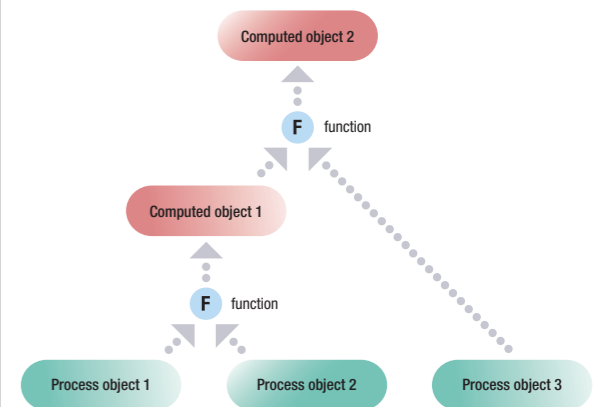 Computed object 2
F function
Computed object 1
F function
Process object 1
Process object 2
Process object 3